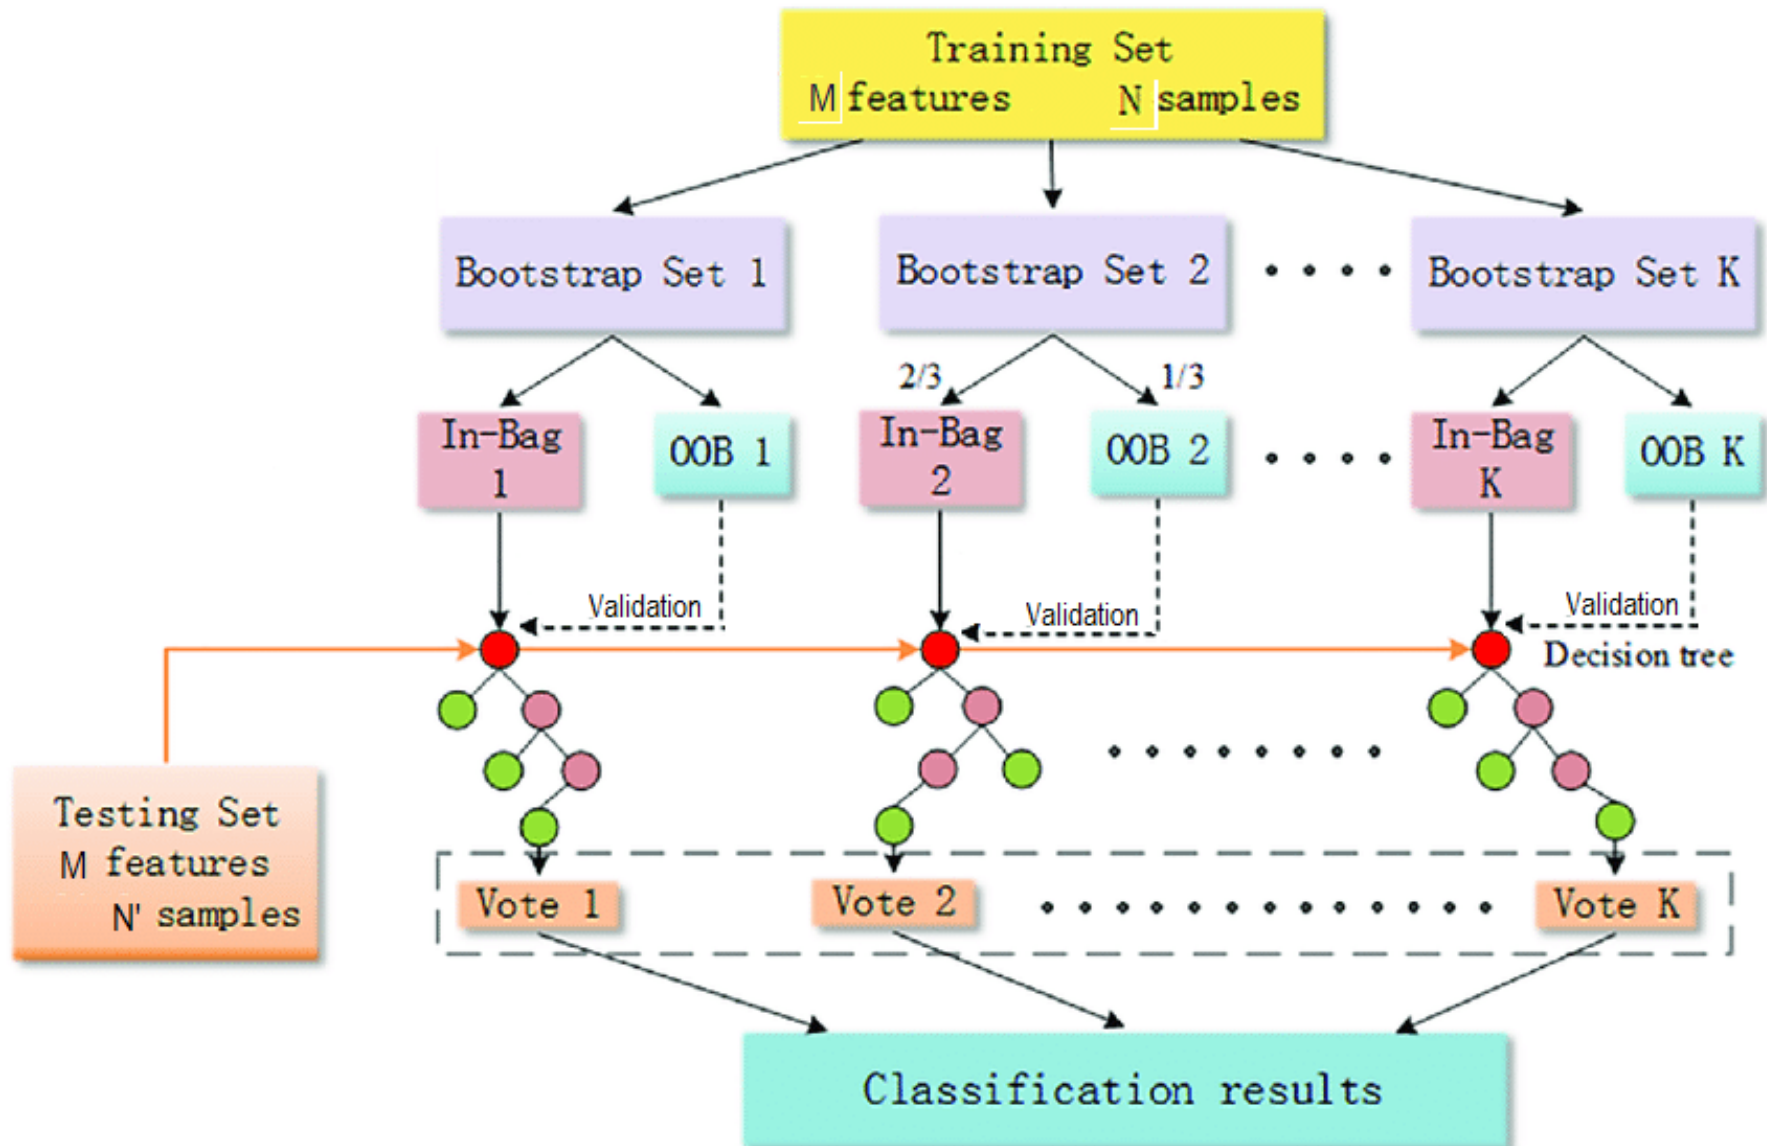 Training Set
M features N samples
Bootstrap Set 1
Bootstrap Set 2
Bootstrap Set K
2/3
1/3
In-Bag
1
OOB 1
In-Bag
2
OOB 2
In-Bag
K
OOB K
Validation
Validation
Validation
Decision tree
Testing Set
M features
N' samples
Vote 1
Vote 2
Vote K
Classification results